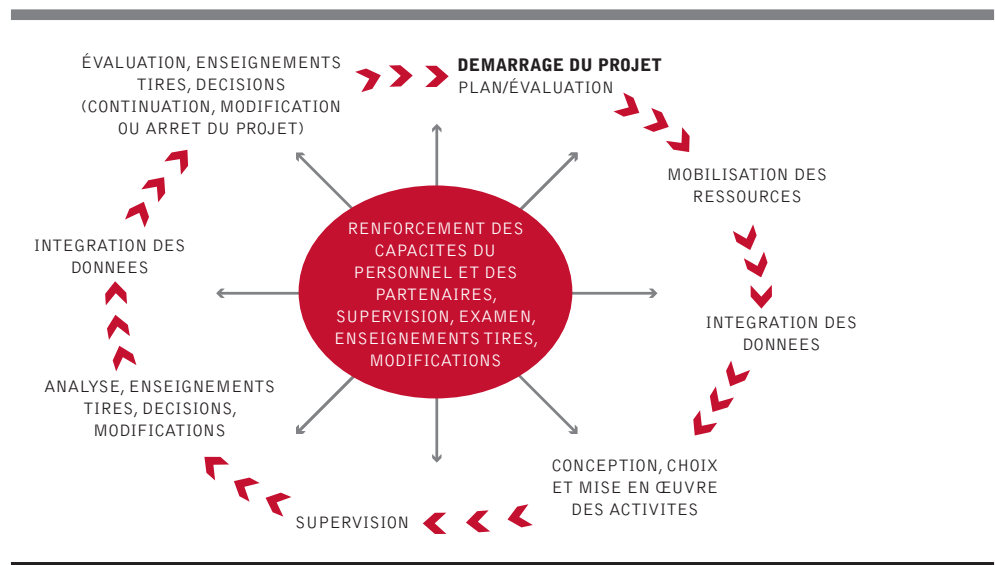 DEMARRAGE DU PROJET
PLAN/ÉVALUATION
MOBILISATION DES
RESSOURCES
INTEGRATION DES
DONNEES
CONCEPTION, CHOIX
ET MISE EN ŒUVRE
DES ACTIVITES
SUPERVISION
ANALYSE, ENSEIGNEMENTS
TIRES, DECISIONS,
MODIFICATIONS
INTEGRATION DES
DONNEES
ÉVALUATION, ENSEIGNEMENTS
TIRES, DECISIONS
(CONTINUATION, MODIFICATION
OU ARRET DU PROJET)
RENFORCEMENT DES
CAPACITES DU
PERSONNEL ET DES
PARTENAIRES,
SUPERVISION, EXAMEN,
ENSEIGNEMENTS TIRES,
MODIFICATIONS